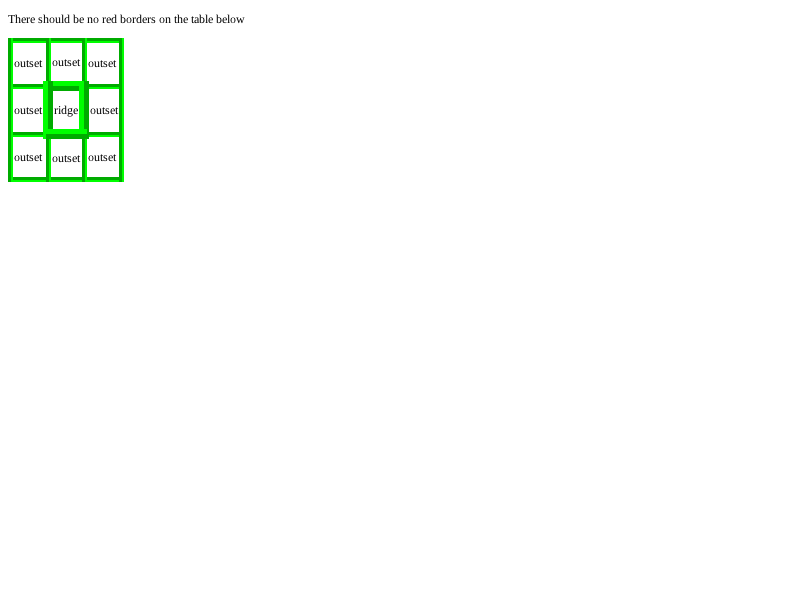 There should be no red borders on the table below
outset outset outset
outset ridge outset
outset outset outset